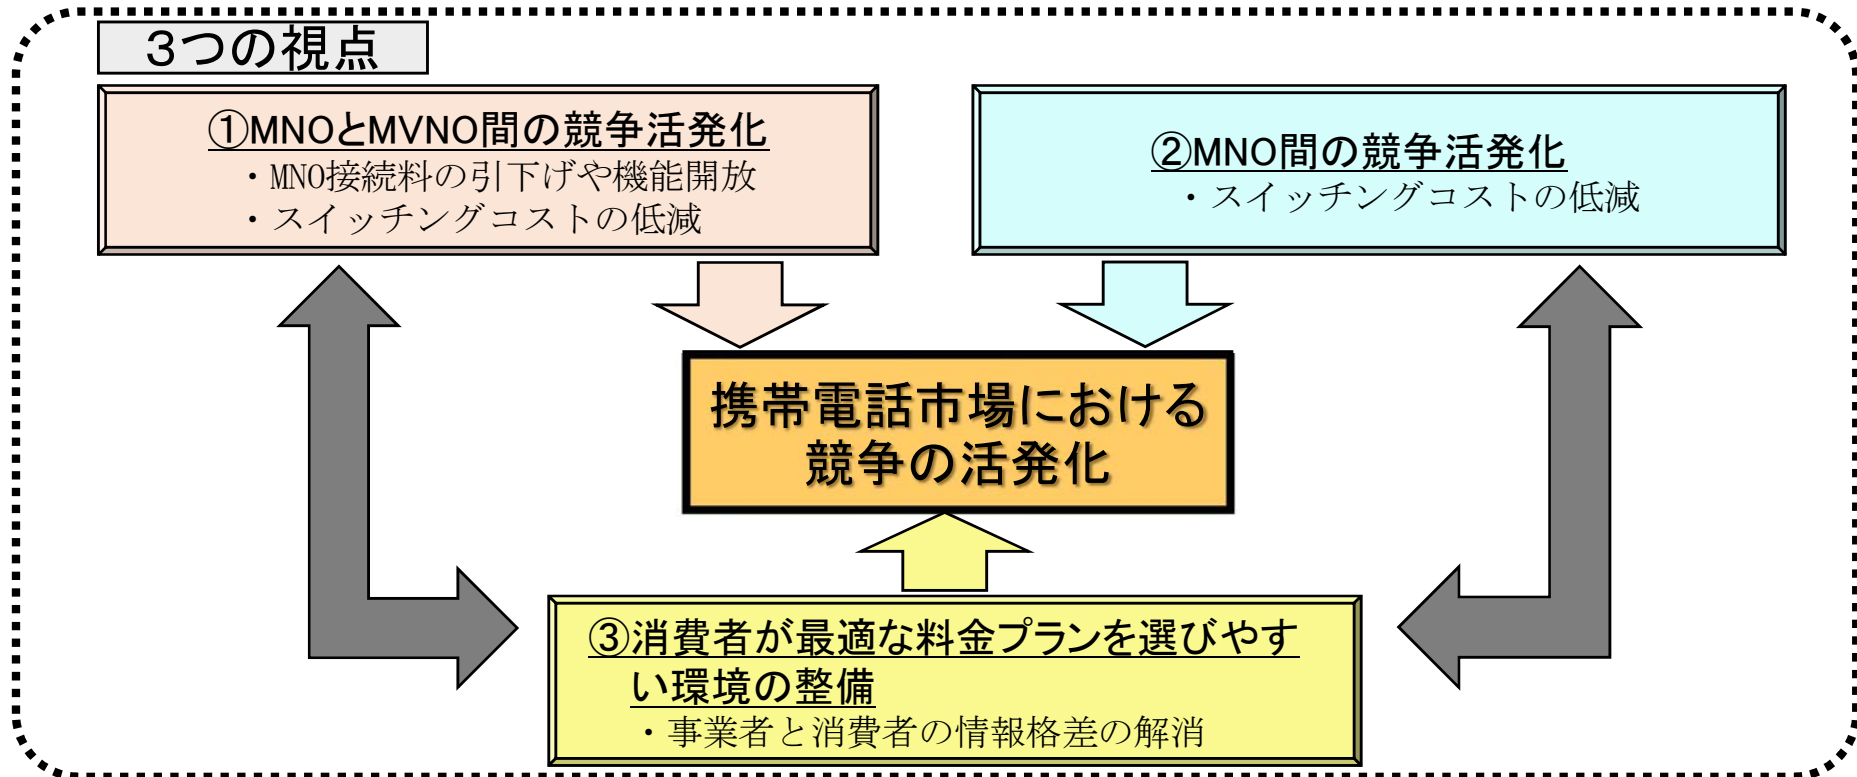 ３つの視点
①MNOとMVNO間の競争活発化
・MNO接続料の引下げや機能開放
・スイッチングコストの低減
②MNO間の競争活発化
・スイッチングコストの低減
携帯電話市場における
競争の活発化
③消費者が最適な料金プランを選びやす
い環境の整備
・事業者と消費者の情報格差の解消